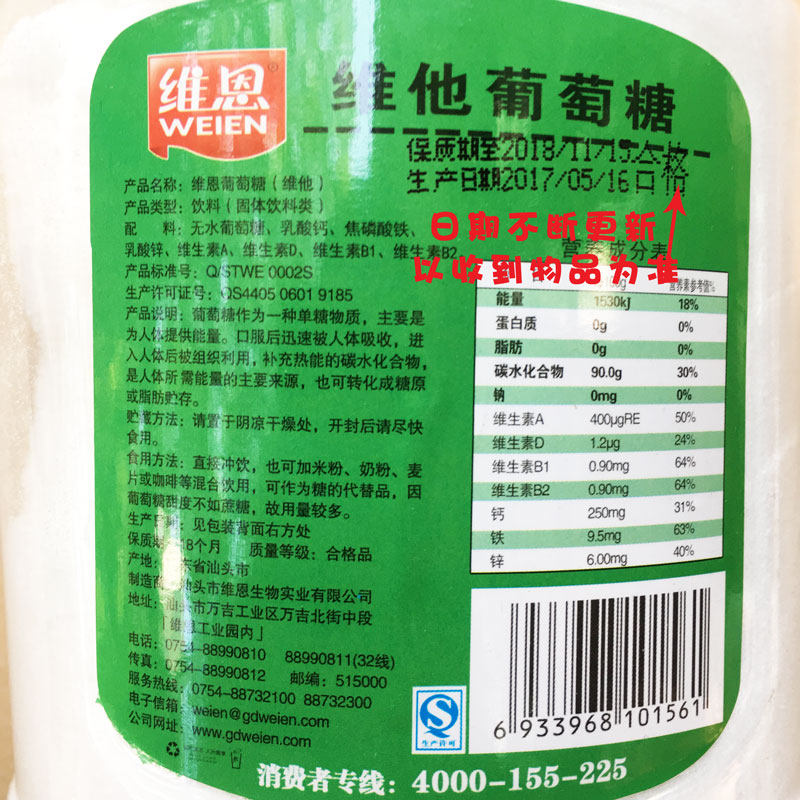 维恩
WEIEN
®
维他葡萄糖
保质期至2018/11/15
生产日期2017/05/16
日期不断更新
以收到物品为准
产品名称：维恩葡萄糖（维他）
产品类型：饮料（固体饮料类）
配 料：无水葡萄糖、乳酸钙、焦磷酸铁、
乳酸锌、维生素A、维生素D、维生素B1、维生素B2
产品标准号：Q/STWE 0002S
生产许可证号：QS4405 0601 9185
产品说明：葡萄糖作为一种单糖物质，主要是
为人体提供能量。口服后迅速被人体吸收，进
入人体后被组织利用，补充热能的碳水化合物，
是人体所需能量的主要来源，也可转化成糖原
或脂肪贮存。
贮藏方法：请置于阴凉干燥处，开封后请尽快
食用。
食用方法：直接冲饮，也可加米粉、奶粉、麦
片或咖啡等混合饮用，可作为糖的代替品，因
葡萄糖甜度不如蔗糖，故用量较多。
生产日期：见包装背面右方处
保质 18个月 质量等级：合格品
产地： 东省汕头市
制造商 汕头市维恩生物实业有限公司
地址：汕头市万吉工业区万吉北街中段
「维恩工业园内」
电话：0754-88990810 88990811(32线)
传真：0754-88990812 邮编：515000
服务热线：0754-88732100 88732300
电子信箱：weien@gdweien.com
公司网址：www.gdweien.com
营养成分表
营养素参考值%
能量 1530kJ 18%
蛋白质 0g 0%
脂肪 0g 0%
碳水化合物 90.0g 30%
钠 0mg 0%
维生素A 400μgRE 50%
维生素D 1.2μg 24%
维生素B1 0.90mg 64%
维生素B2 0.90mg 64%
钙 250mg 31%
铁 9.5mg 63%
锌 6.00mg 40%
生产许可
6 933968 101561
消费者专线：4000-155-225